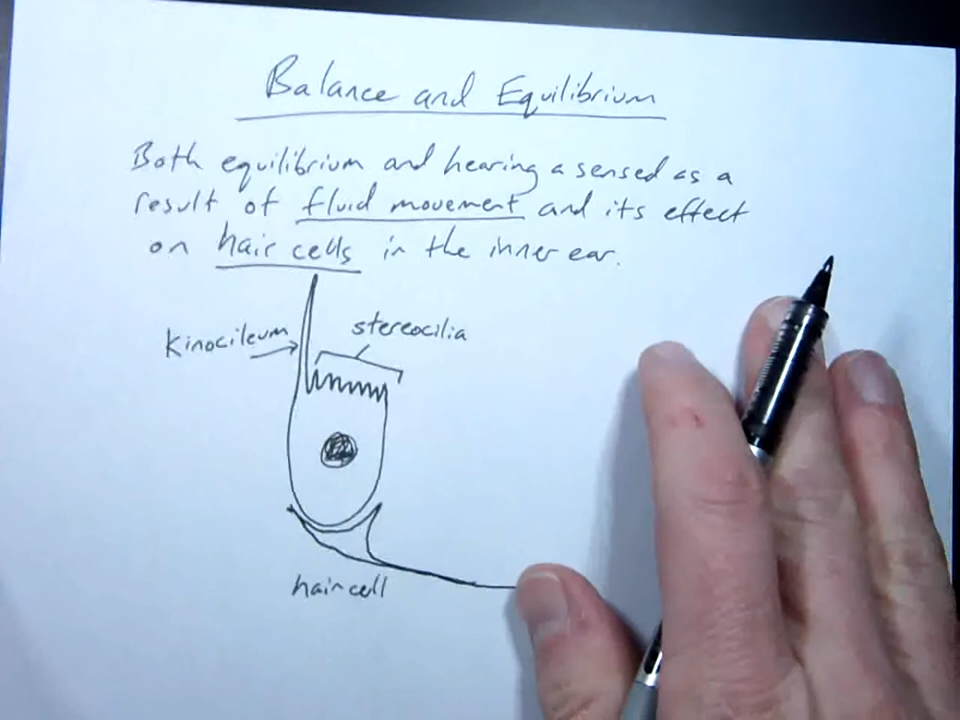 Balance and Equilibrium
Both equilibrium and hearing a sensed as a
result of fluid movement and its effect
on hair cells in the inner ear.
Kinocileum
stereocilia
hair cell